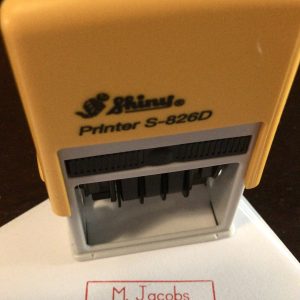 Shiny
Printer S-826D
M. Jacobs